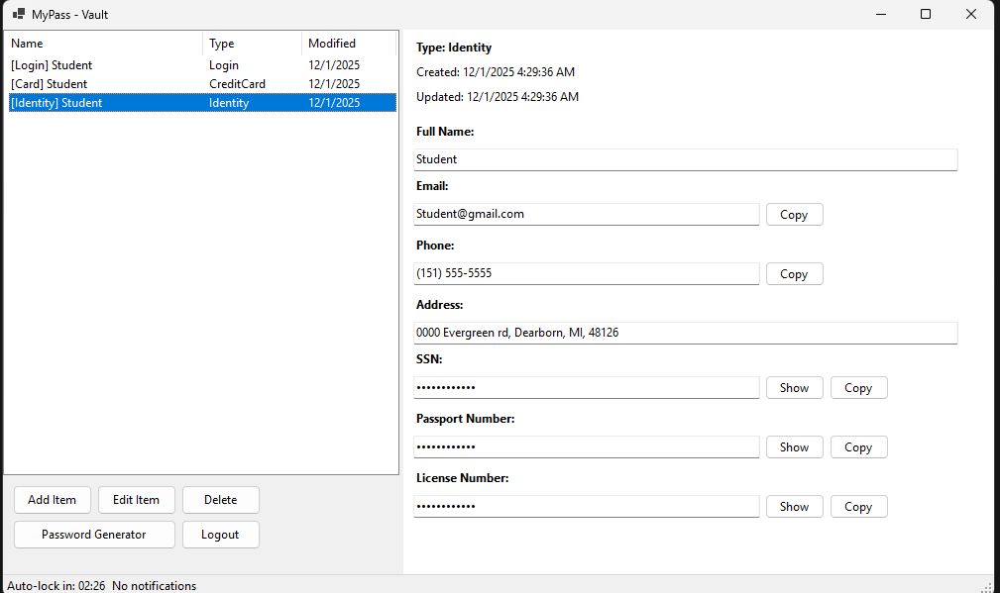 MyPass - Vault
Name Type Modified
[Login] Student Login 12/1/2025
[Card] Student CreditCard 12/1/2025
[Identity] Student Identity 12/1/2025
Add Item Edit Item Delete
Password Generator Logout
Type: Identity
Created: 12/1/2025 4:29:36 AM
Updated: 12/1/2025 4:29:36 AM
Full Name:
Student
Email:
Student@gmail.com Copy
Phone:
(151) 555-5555 Copy
Address:
0000 Evergreen rd, Dearborn, MI, 48126
SSN:
•••••••••••• Show Copy
Passport Number:
•••••••••••• Show Copy
License Number:
•••••••••••• Show Copy
Auto-lock in: 02:26 No notifications